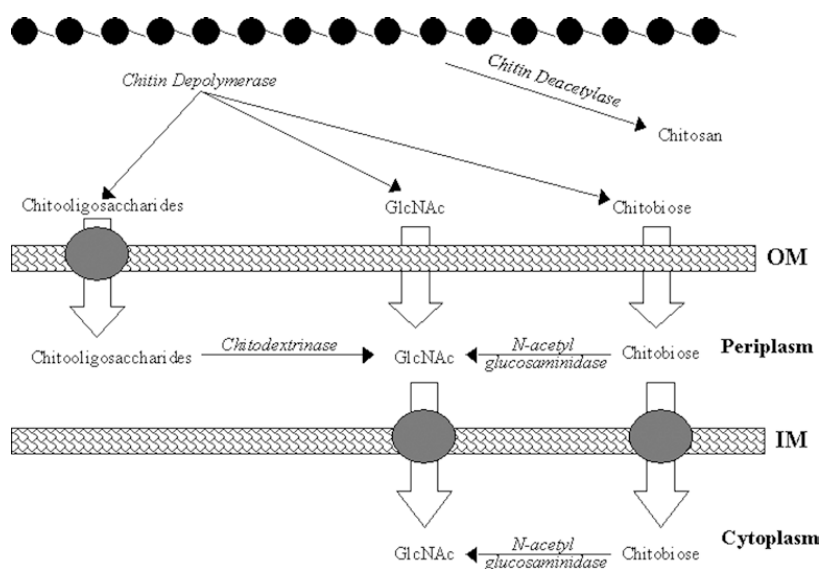 Chitin Depolymerase
Chitin Deacetylase
Chitosan
Chitooligosaccharides
GlcNAc
Chitobiose
OM
Chitooligosaccharides
Chitodextrinase
GlcNAc
N-acetyl
glucosaminidase
Chitobiose
Periplasm
IM
GlcNAc
N-acetyl
glucosaminidase
Chitobiose
Cytoplasm